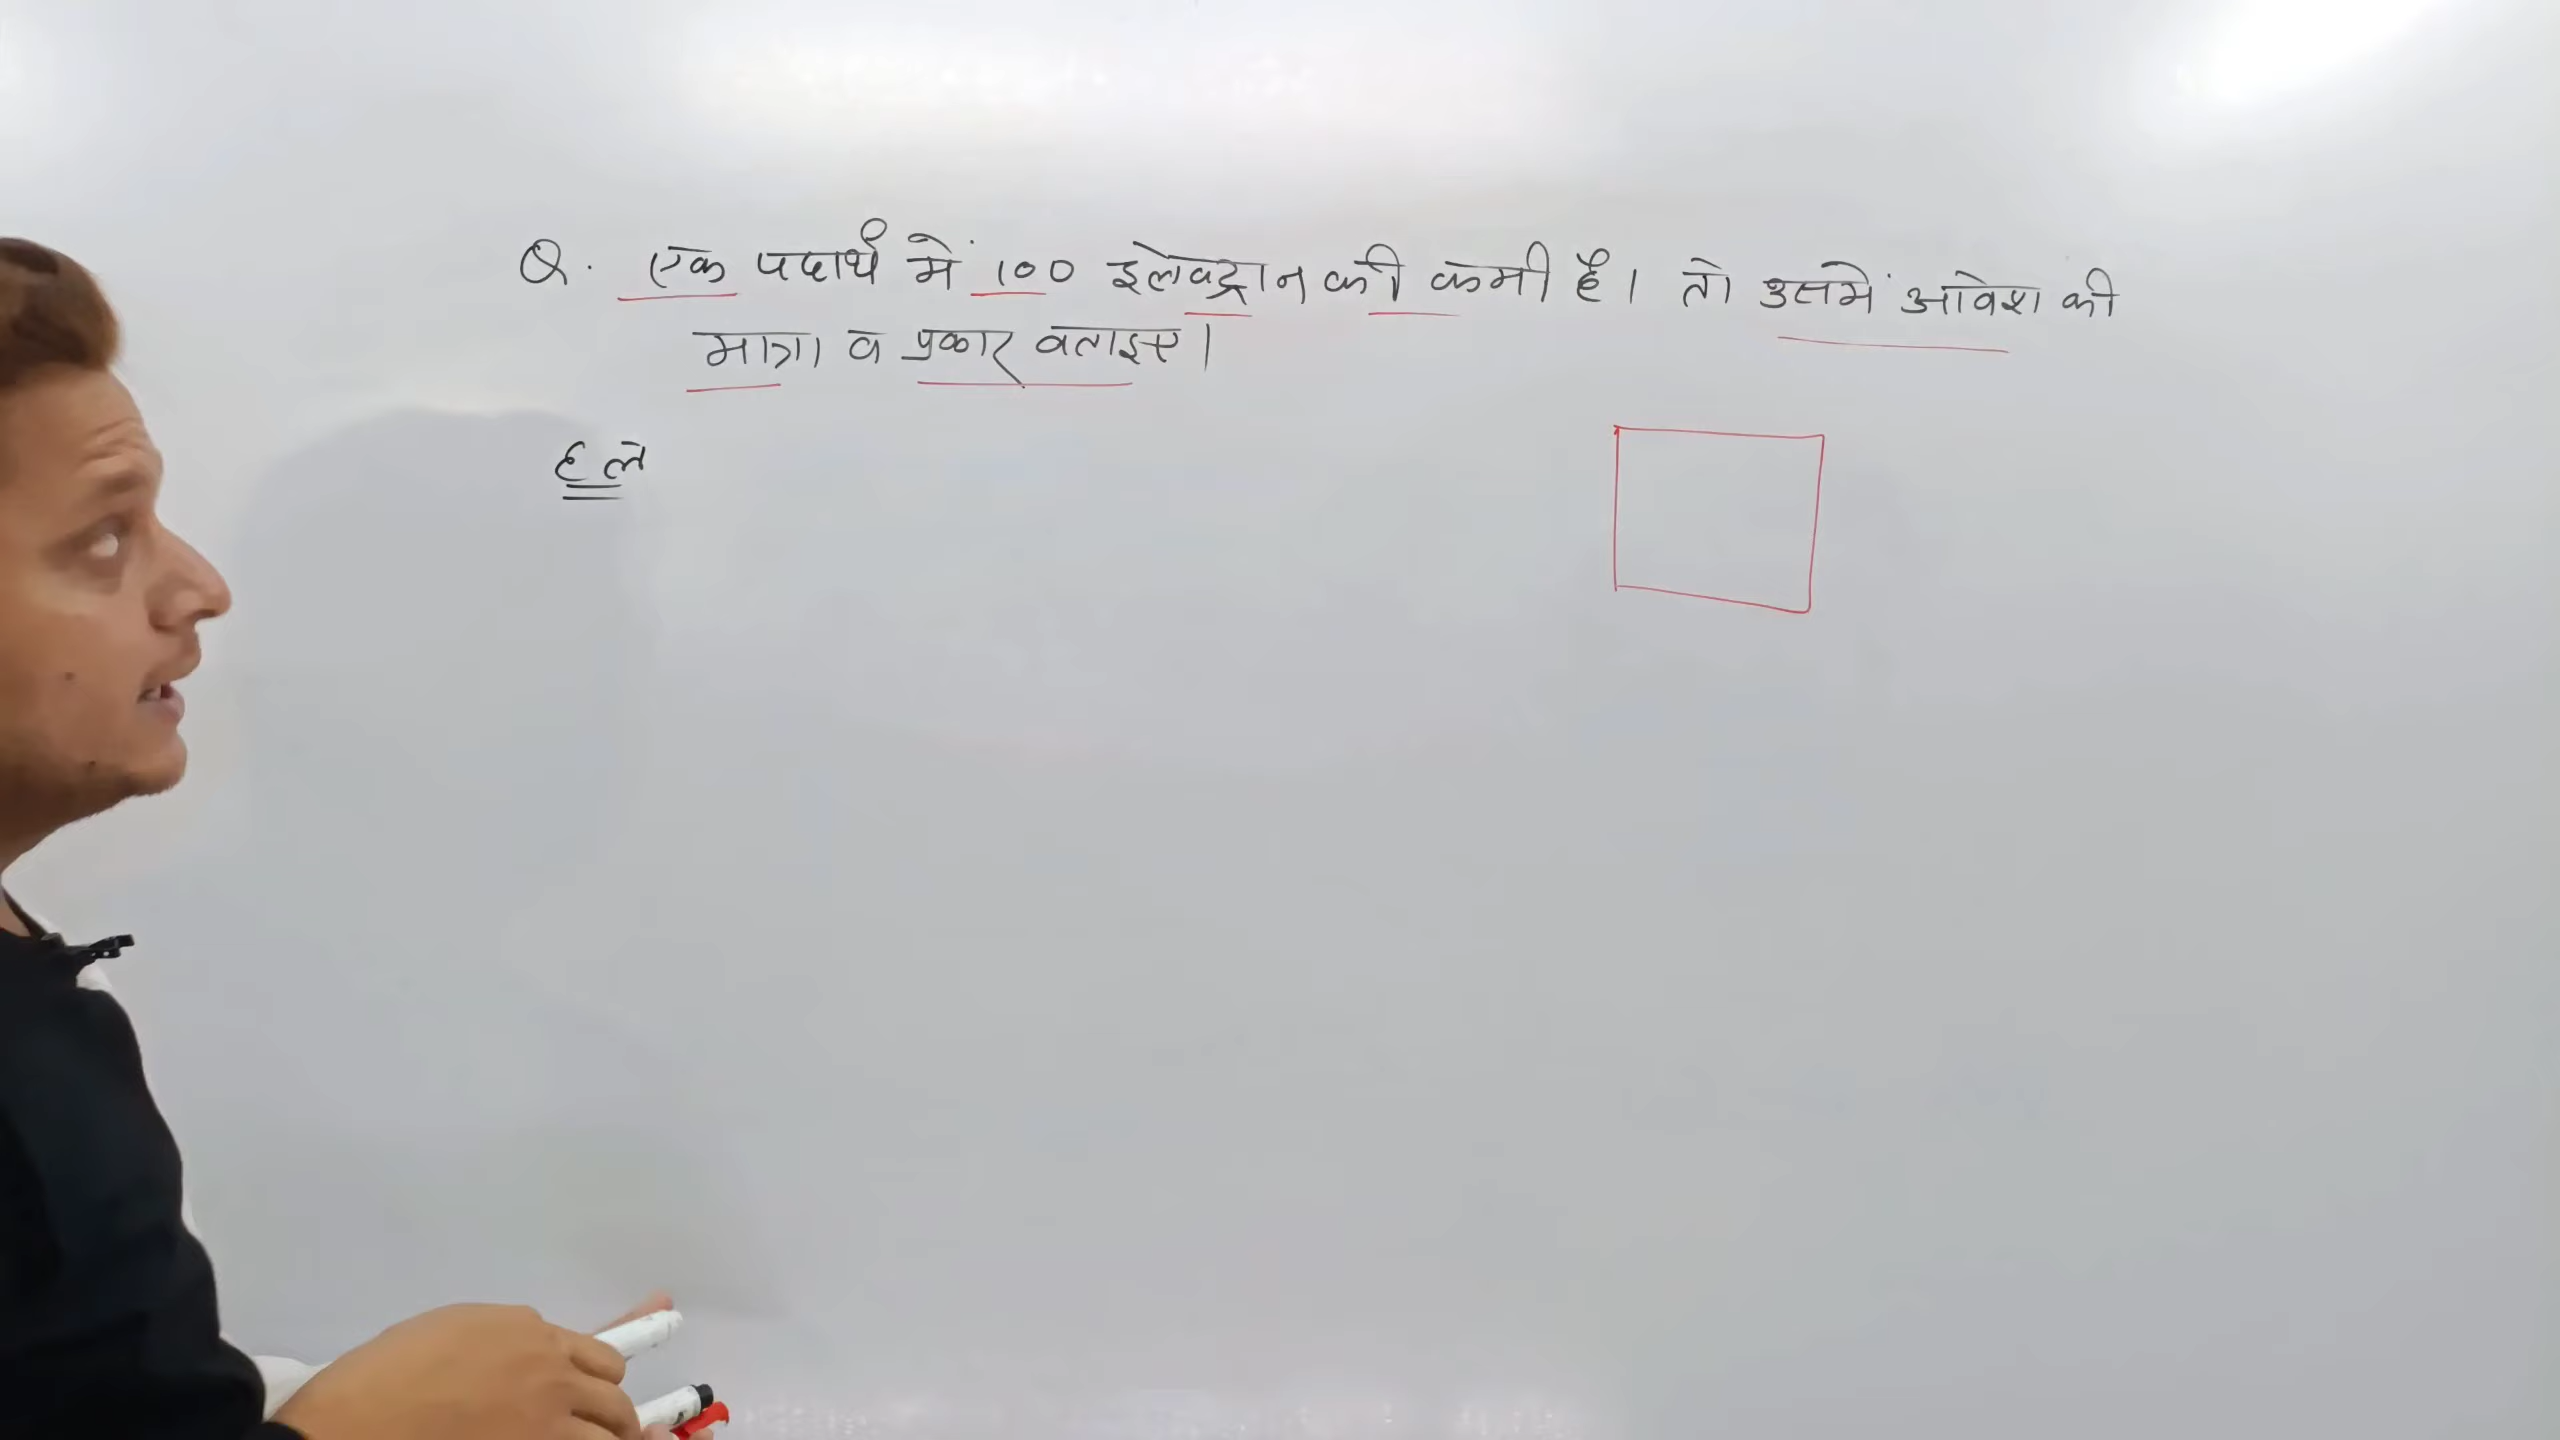 Q. एक पदार्थ में 100 इलेक्ट्रान की कमी है। तो उसमें आवेश की
मात्रा व प्रकार बताइए।
हल